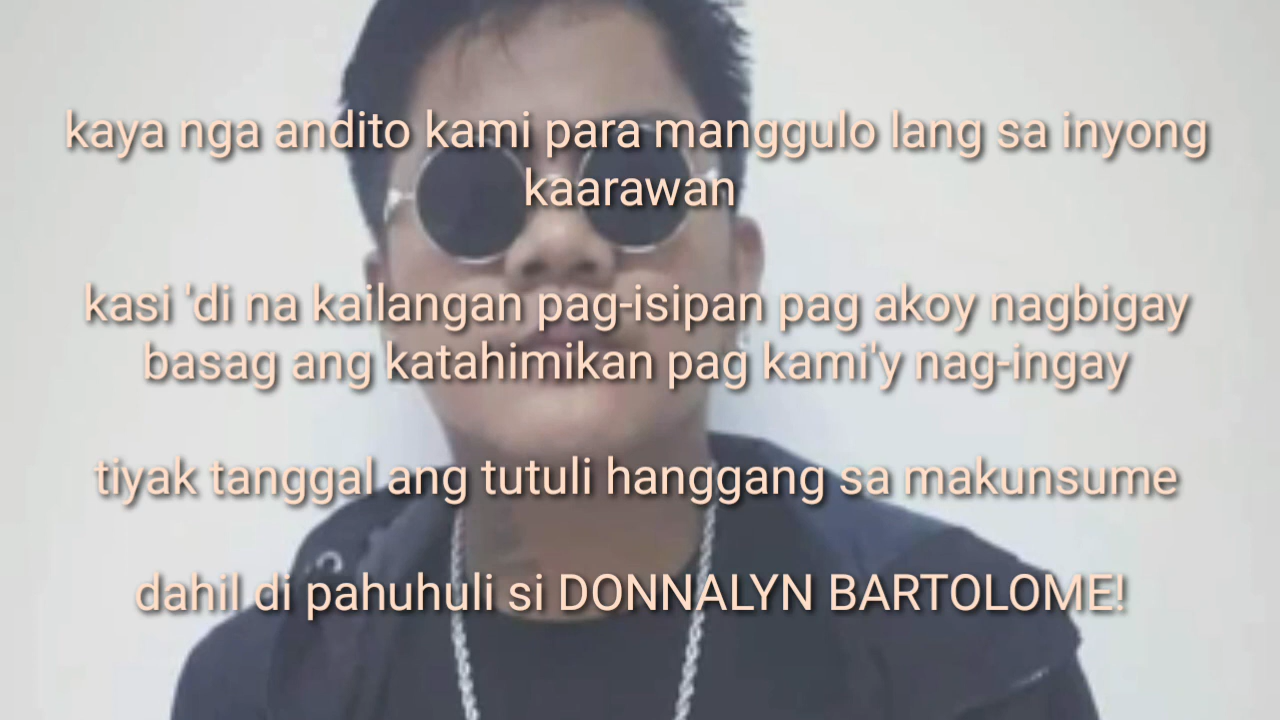 kaya nga andito kami para manggulo lang sa inyong
kaarawan
kasi 'di na kailangan pag-isipan pag akoy nagbigay
basag ang katahimikan pag kami'y nag-ingay
tiyak tanggal ang tutuli hanggang sa makunsume
dahil di pahuhuli si DONNALYN BARTOLOME!